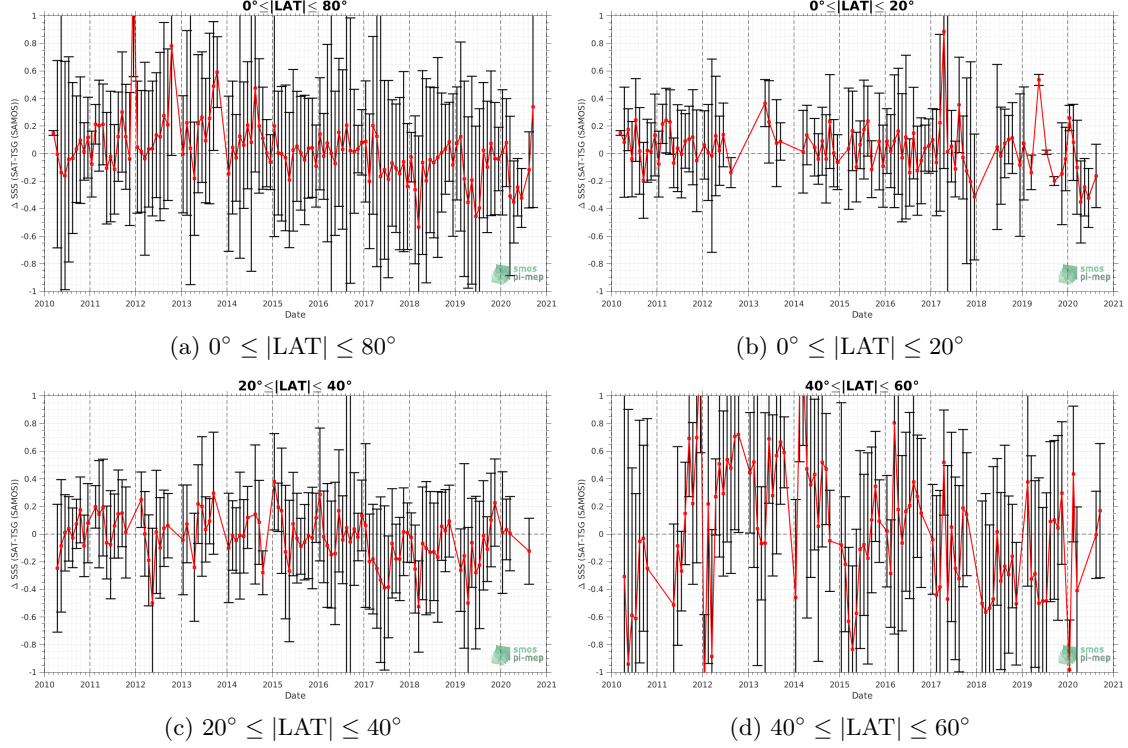 0°≤|LAT|≤ 80°
Δ SSS (SAT-TSG (SAMOS))
1
0.8
0.6
0.4
0.2
0
-0.2
-0.4
-0.6
-0.8
-1
2010 2011 2012 2013 2014 2015 2016 2017 2018 2019 2020 2021
Date
smos
pi-mep
(a) 0° ≤ |LAT| ≤ 80°
0°≤|LAT|≤ 20°
Δ SSS (SAT-TSG (SAMOS))
1
0.8
0.6
0.4
0.2
0
-0.2
-0.4
-0.6
-0.8
-1
2010 2011 2012 2013 2014 2015 2016 2017 2018 2019 2020 2021
Date
smos
pi-mep
(b) 0° ≤ |LAT| ≤ 20°
20°≤|LAT|≤ 40°
Δ SSS (SAT-TSG (SAMOS))
1
0.8
0.6
0.4
0.2
0
-0.2
-0.4
-0.6
-0.8
-1
2010 2011 2012 2013 2014 2015 2016 2017 2018 2019 2020 2021
Date
smos
pi-mep
(c) 20° ≤ |LAT| ≤ 40°
40°≤|LAT|≤ 60°
Δ SSS (SAT-TSG (SAMOS))
1
0.8
0.6
0.4
0.2
0
-0.2
-0.4
-0.6
-0.8
-1
2010 2011 2012 2013 2014 2015 2016 2017 2018 2019 2020 2021
Date
smos
pi-mep
(d) 40° ≤ |LAT| ≤ 60°